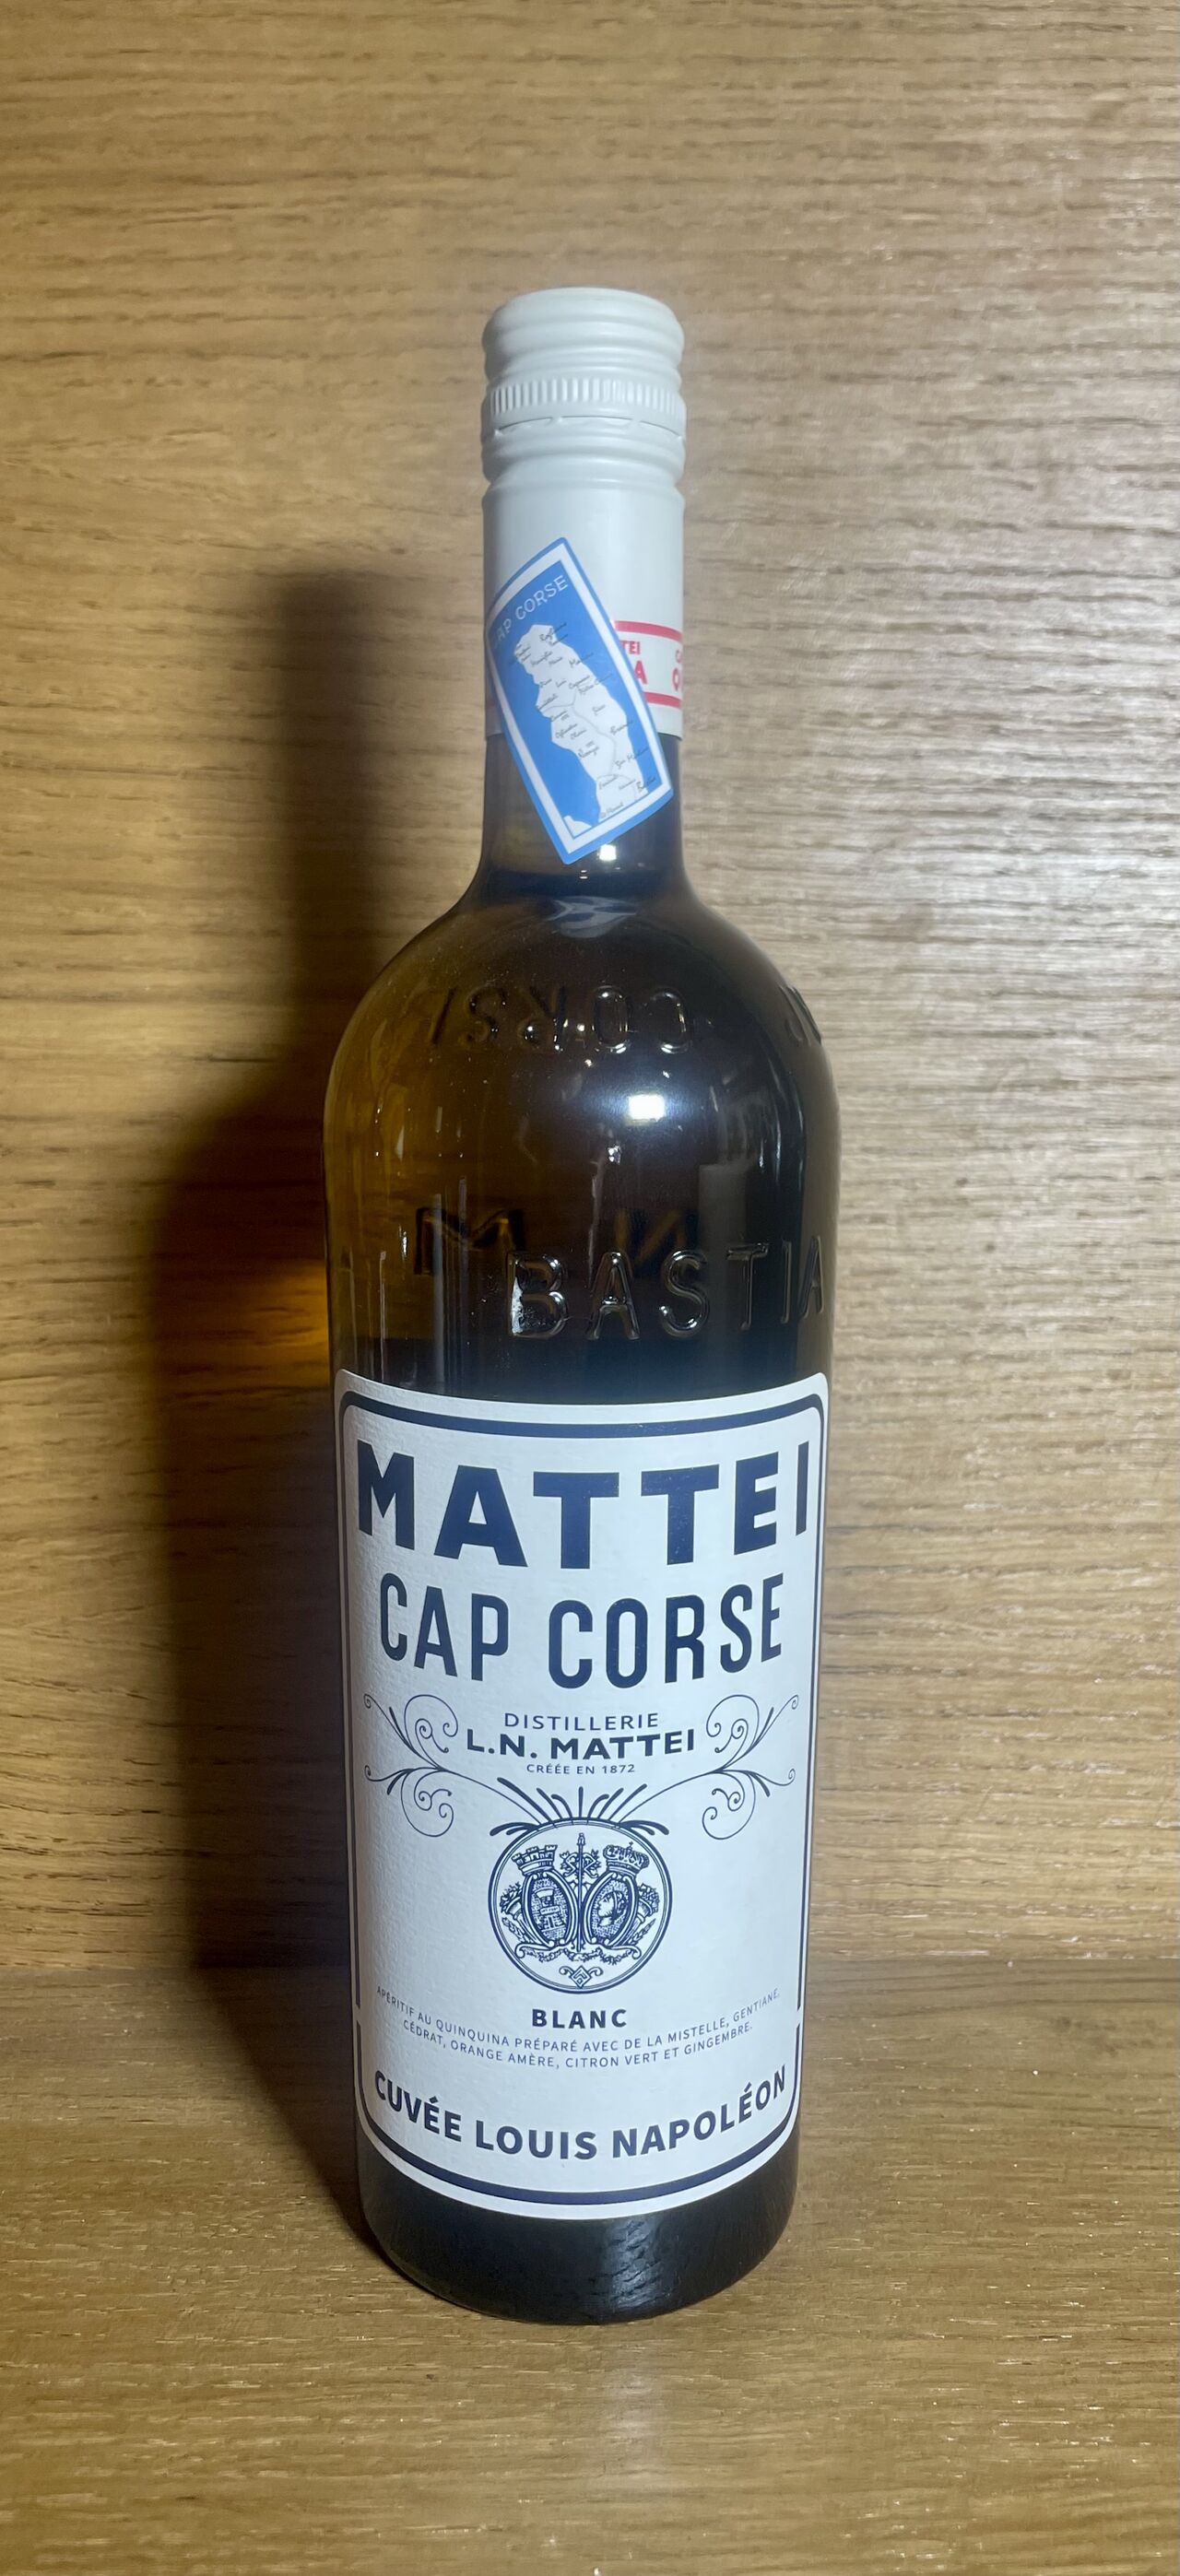 CAP CORSE
BASTIA
MATTEI
CAP CORSE
DISTILLERIE
L.N. MATTEI
CRÉÉE EN 1872
BLANC
APÉRITIF AU QUINQUINA PRÉPARÉ AVEC DE LA MISTELLE, GENTIANE,
CÉDRAT, ORANGE AMÈRE, CITRON VERT ET GINGEMBRE.
CUVÉE LOUIS NAPOLÉON